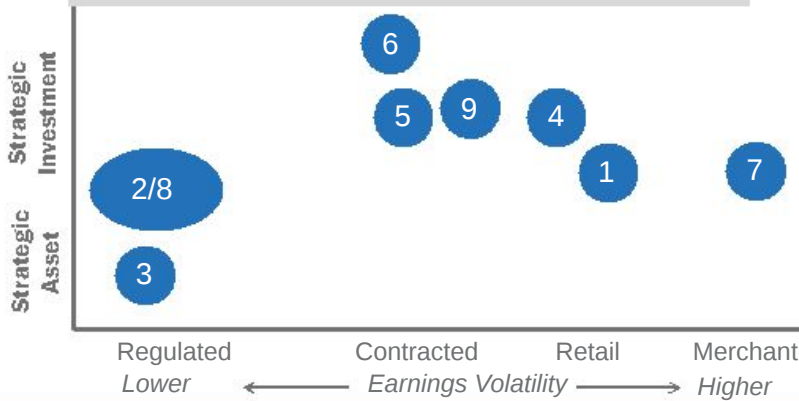 Strategic
Investment
Strategic
Asset
6
5
9
4
1
7
2/8
3
Regulated
Contracted
Retail
Merchant
Lower
Earnings Volatility
Higher